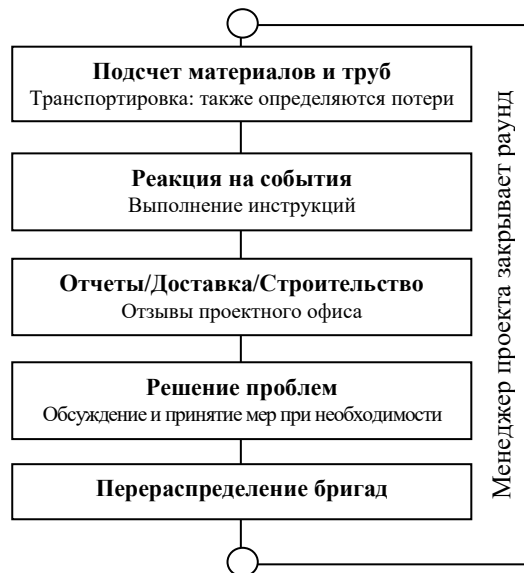 Подсчет материалов и труб
Транспортировка: также определяются потери
Реакция на события
Выполнение инструкций
Отчеты/Доставка/Строительство
Отзывы проектного офиса
Решение проблем
Обсуждение и принятие мер при необходимости
Перераспределение бригад
Менеджер проекта закрывает раунд